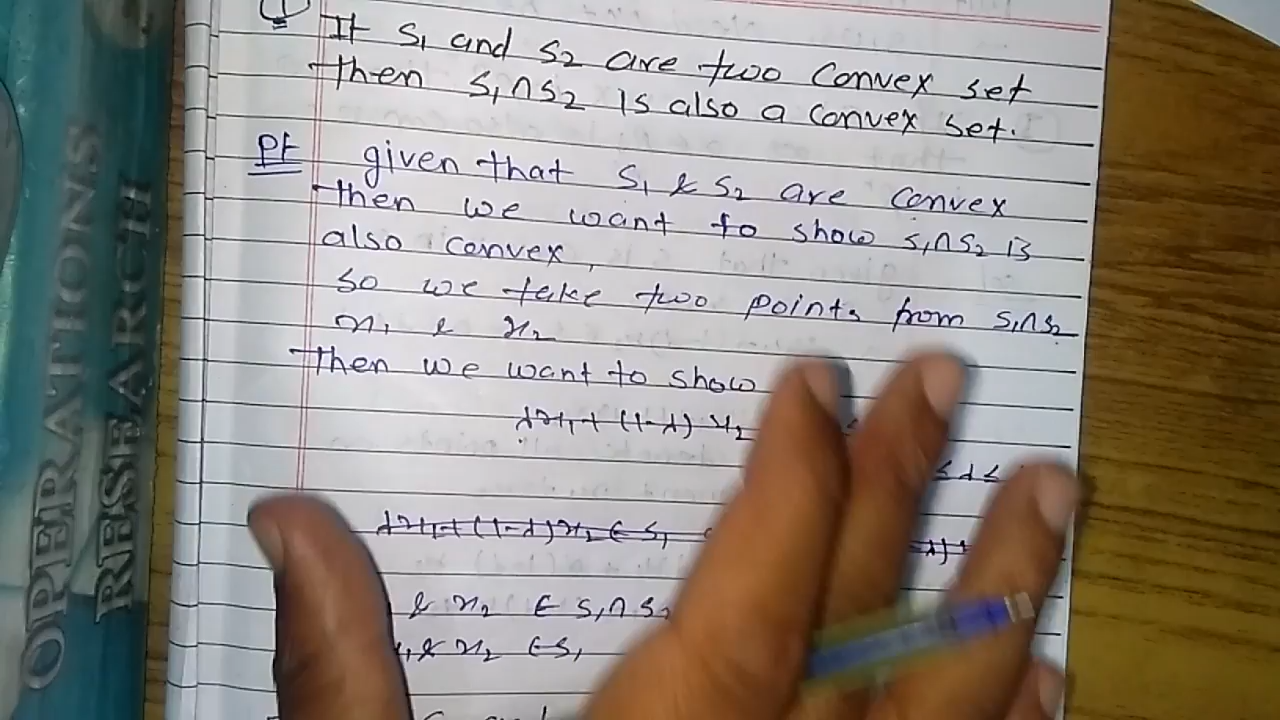 OPERATIONS
RESEARCH
① If S₁ and S₂ are two convex set
then S₁∩S₂ is also a convex set.
Pf given that S₁ & S₂ are convex
then we want to show S₁∩S₂ is
also convex,
so we take two points from S₁∩S₂
x₁ & x₂
Then we want to show
λx₁ + (1-λ) x₂
≤ λ ≤
λx₁ + (1-λ)x₂ ∈ S₁
& x₂ ∈ S₁∩S₂
₁ & x₂ ∈ S₁